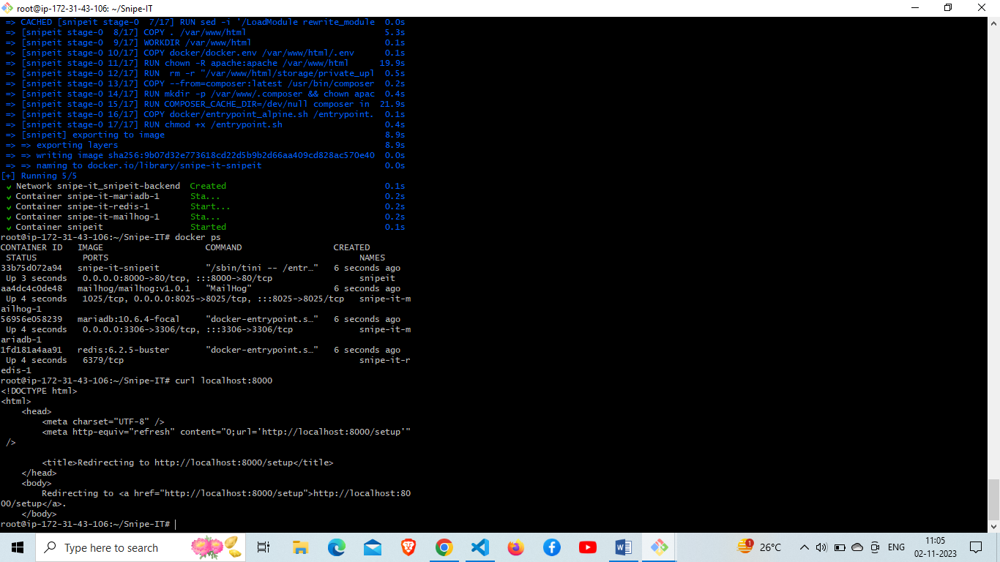 root@ip-172-31-43-106: ~/Snipe-IT
=> CACHED [snipeit stage-0  7/17] RUN sed -i '/LoadModule rewrite_module  0.0s
=> [snipeit stage-0  8/17] COPY . /var/www/html  5.3s
=> [snipeit stage-0  9/17] WORKDIR /var/www/html  0.1s
=> [snipeit stage-0 10/17] COPY docker/docker.env /var/www/html/.env  0.1s
=> [snipeit stage-0 11/17] RUN chown -R apache:apache /var/www/html  19.9s
=> [snipeit stage-0 12/17] RUN  rm -r "/var/www/html/storage/private_upl  0.5s
=> [snipeit stage-0 13/17] COPY --from=composer:latest /usr/bin/composer  0.2s
=> [snipeit stage-0 14/17] RUN mkdir -p /var/www/.composer && chown apac  0.4s
=> [snipeit stage-0 15/17] RUN COMPOSER_CACHE_DIR=/dev/null composer in  21.9s
=> [snipeit stage-0 16/17] COPY docker/entrypoint_alpine.sh /entrypoint.  0.1s
=> [snipeit stage-0 17/17] RUN chmod +x /entrypoint.sh  0.4s
=> [snipeit] exporting to image  8.9s
=> => exporting layers  8.9s
=> => writing image sha256:9b07d32e773618cd22d5b9b2d66aa409cd828ac570e40  0.0s
=> => naming to docker.io/library/snipe-it-snipeit  0.0s
[+] Running 5/5
✔ Network snipe-it_snipeit-backend  Created  0.1s
✔ Container snipe-it-mariadb-1  Sta...  0.2s
✔ Container snipe-it-redis-1  Start...  0.2s
✔ Container snipe-it-mailhog-1  Sta...  0.2s
✔ Container snipeit  Started  0.1s
root@ip-172-31-43-106:~/Snipe-IT# docker ps
CONTAINER ID   IMAGE   COMMAND   CREATED
STATUS   PORTS   NAMES
33b75d072a94   snipe-it-snipeit   "/sbin/tini -- /entr…"   6 seconds ago
Up 3 seconds   0.0.0.0:8000->80/tcp, :::8000->80/tcp   snipeit
aa4dc4c0de48   mailhog/mailhog:v1.0.1   "MailHog"   6 seconds ago
Up 4 seconds   1025/tcp, 0.0.0.0:8025->8025/tcp, :::8025->8025/tcp   snipe-it-m
ailhog-1
56956e058239   mariadb:10.6.4-focal   "docker-entrypoint.s…"   6 seconds ago
Up 4 seconds   0.0.0.0:3306->3306/tcp, :::3306->3306/tcp   snipe-it-m
ariadb-1
1fd181a4aa91   redis:6.2.5-buster   "docker-entrypoint.s…"   6 seconds ago
Up 4 seconds   6379/tcp   snipe-it-r
edis-1
root@ip-172-31-43-106:~/Snipe-IT# curl localhost:8000
<!DOCTYPE html>
<html>
<head>
<meta charset="UTF-8" />
<meta http-equiv="refresh" content="0;url='http://localhost:8000/setup'"
/>
<title>Redirecting to http://localhost:8000/setup</title>
</head>
<body>
Redirecting to <a href="http://localhost:8000/setup">http://localhost:80
00/setup</a>.
</body>
root@ip-172-31-43-106:~/Snipe-IT#
Type here to search
1
26°C
ENG
11:05
02-11-2023